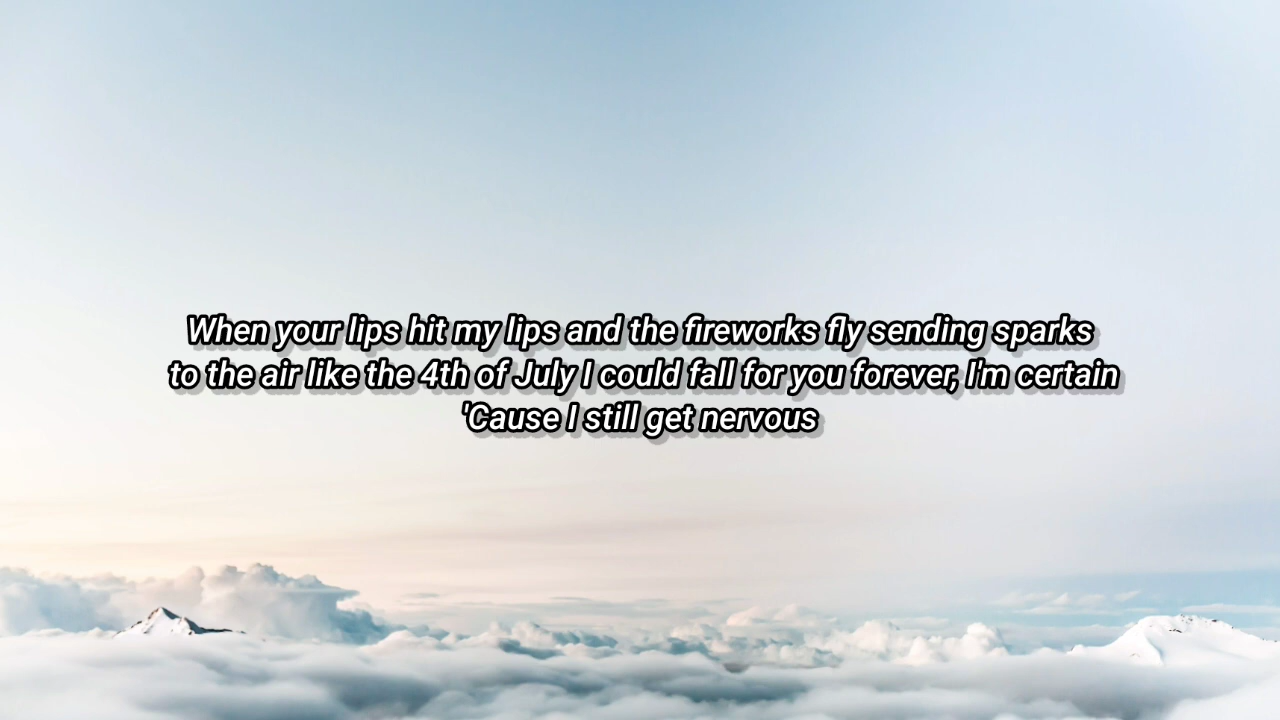 When your lips hit my lips and the fireworks fly sending sparks
to the air like the 4th of July I could fall for you forever, I'm certain
'Cause I still get nervous